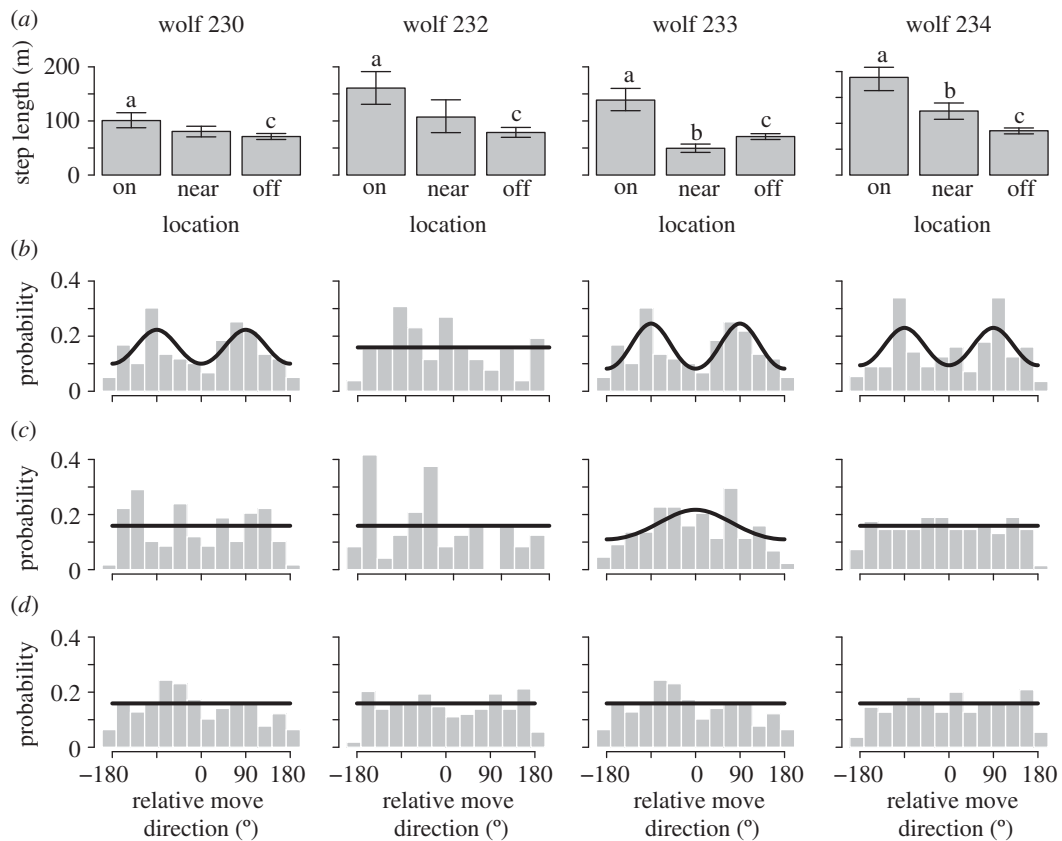 (a)
wolf 230 wolf 232 wolf 233 wolf 234
step length (m)
200
100
0
a c
a c
a b c
a b c
on near off on near off on near off on near off
location location location location
(b)
probability
0.4
0.2
0
(c)
probability
0.4
0.2
0
(d)
probability
0.4
0.2
0
−180 0 90 180 −180 0 90 180 −180 0 90 180 −180 0 90 180
relative move relative move relative move relative move
direction (º) direction (º) direction (º) direction (º)